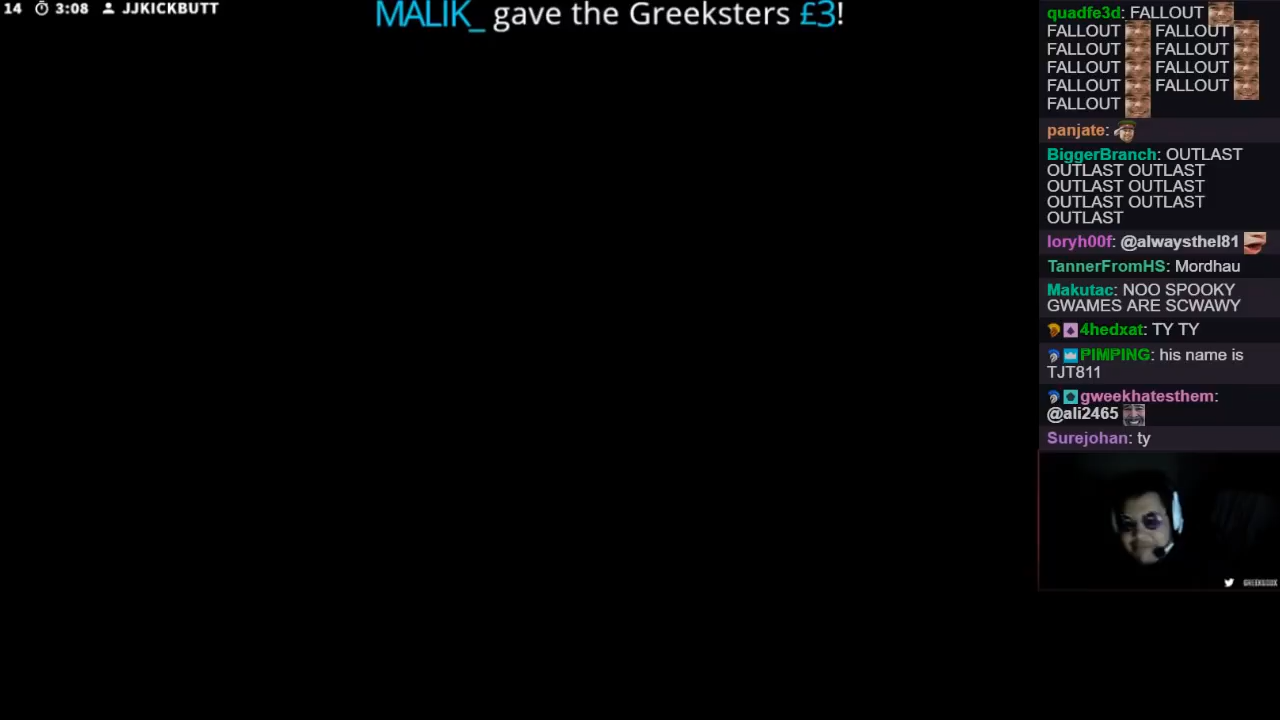 14 3:08 JJKICKBUTT
MALIK_ gave the Greeksters £3!
quadfe3d: FALLOUT
FALLOUT FALLOUT
FALLOUT FALLOUT
FALLOUT FALLOUT
FALLOUT FALLOUT
FALLOUT
panjate:
BiggerBranch: OUTLAST
OUTLAST OUTLAST
OUTLAST OUTLAST
OUTLAST OUTLAST
OUTLAST
loryh00f: @alwaysthel81
TannerFromHS: Mordhau
Makutac: NOO SPOOKY
GWAMES ARE SCWAWY
4hedxat: TY TY
PIMPING: his name is
TJT811
gweekhatesthem:
@ali2465
Surejohan: ty